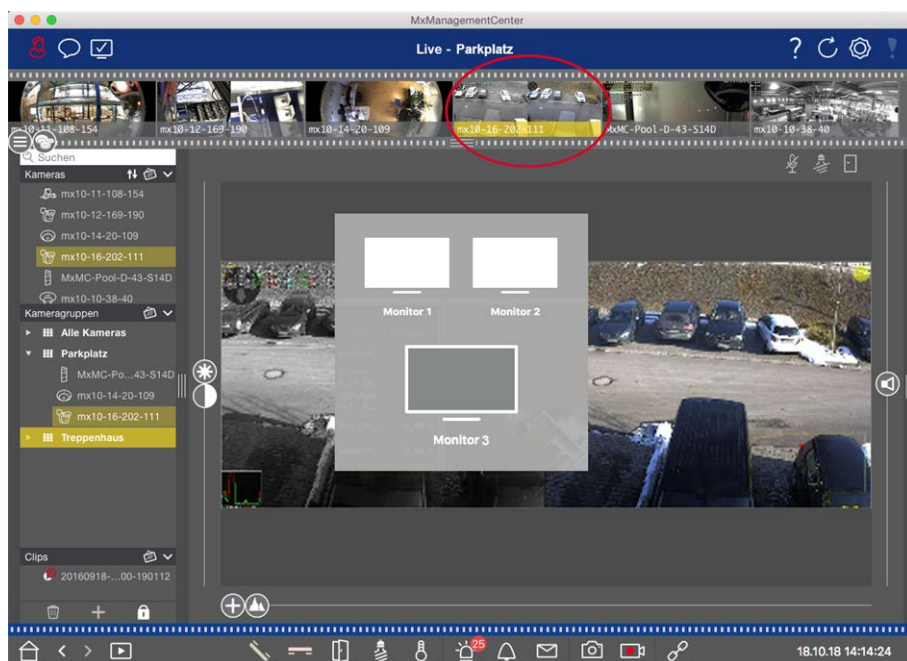 MxManagementCenter
Live - Parkplatz
mx10-11-108-154
mx10-12-169-190
mx10-14-20-109
mx10-16-202-111
MxMC-Pool-D-43-S14D
mx10-10-38-40
Suchen
Kameras
mx10-11-108-154
mx10-12-169-190
mx10-14-20-109
mx10-16-202-111
MxMC-Pool-D-43-S14D
mx10-10-38-40
Kameragruppen
Alle Kameras
Parkplatz
MxMC-Po...43-S14D
mx10-14-20-109
mx10-16-202-111
Treppenhaus
Clips
20160918-...00-190112
Monitor 1
Monitor 2
Monitor 3
25
18.10.18 14:14:24